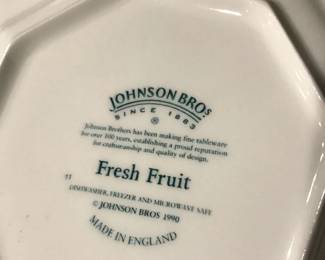 JOHNSON BROS
SINCE 1883
®
Johnson Brothers has been making fine tableware
for over 100 years, establishing a proud reputation
for craftsmanship and quality of design.
Fresh Fruit
11
DISHWASHER, FREEZER AND MICROWAVE SAFE
© JOHNSON BROS 1990
MADE IN ENGLAND